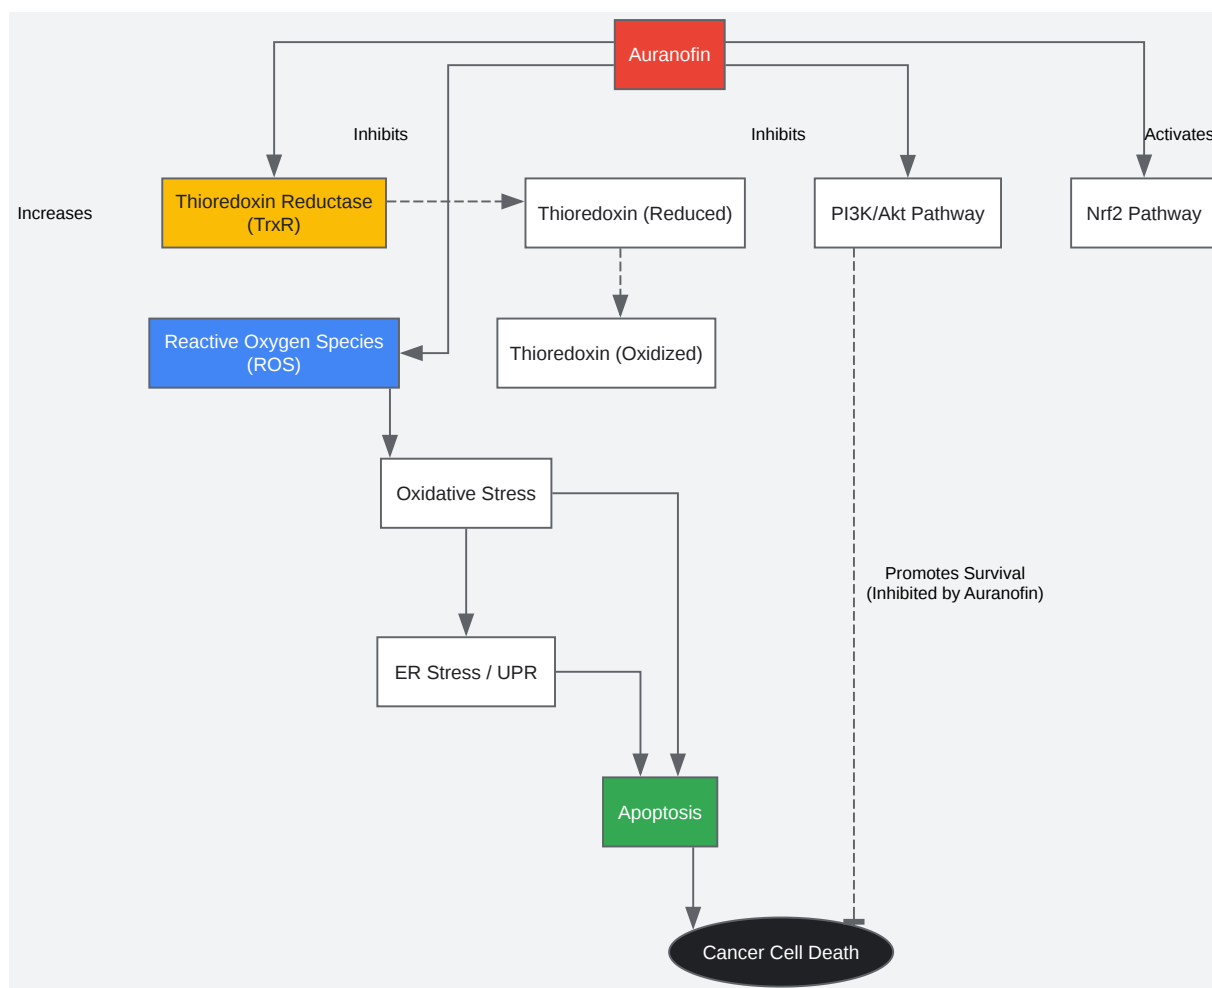 Auranofin
Inhibits
Inhibits
Activates
Increases
Thioredoxin Reductase
(TrxR)
Thioredoxin (Reduced)
PI3K/Akt Pathway
Nrf2 Pathway
Reactive Oxygen Species
(ROS)
Thioredoxin (Oxidized)
Oxidative Stress
Promotes Survival
(Inhibited by Auranofin)
ER Stress / UPR
Apoptosis
Cancer Cell Death